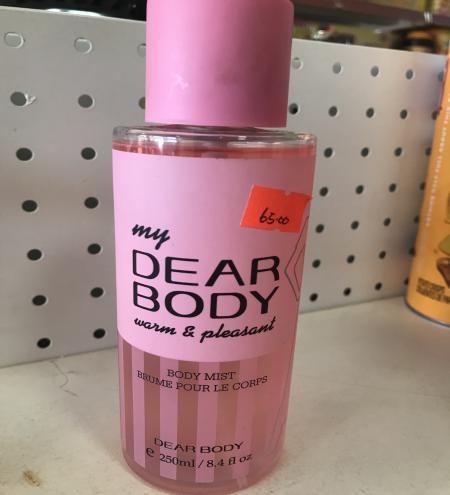 65.00
my
DEAR
BODY
warm & pleasant
BODY MIST
BRUME POUR LE CORPS
DEAR BODY
e 250ml / 8.4 fl oz